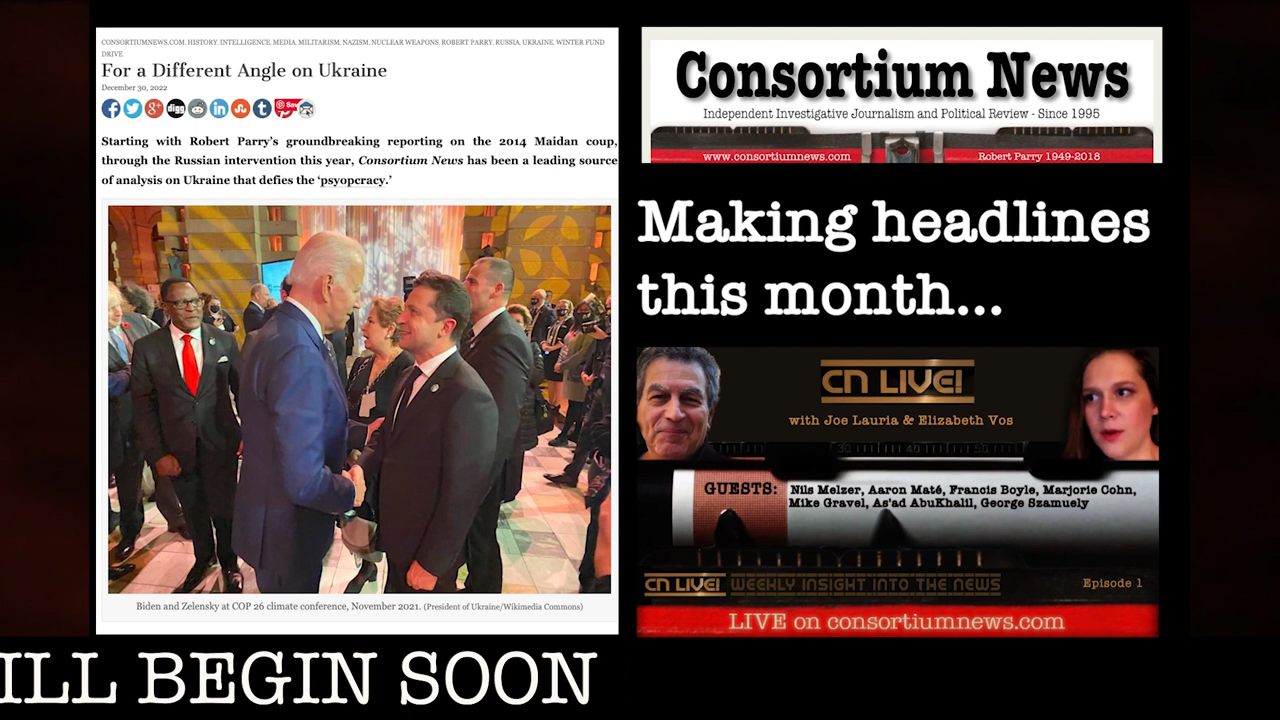 CONSORTIUMNEWS.COM, HISTORY, INTELLIGENCE, MEDIA, MILITARISM, NAZISM, NUCLEAR WEAPONS, ROBERT PARRY, RUSSIA, UKRAINE, WINTER FUND
DRIVE
For a Different Angle on Ukraine
December 30, 2022
digg
Save
Starting with Robert Parry's groundbreaking reporting on the 2014 Maidan coup,
through the Russian intervention this year, Consortium News has been a leading source
of analysis on Ukraine that defies the 'psyopcracy.'
Biden and Zelensky at COP 26 climate conference, November 2021. (President of Ukraine/Wikimedia Commons)
Consortium News
Independent Investigative Journalism and Political Review - Since 1995
www.consortiumnews.com
Robert Parry 1949-2018
Making headlines
this month...
CN LIVE!
with Joe Lauria & Elizabeth Vos
30 50
GUESTS: Nils Melzer, Aaron Maté, Francis Boyle, Marjorie Cohn,
Mike Gravel, As'ad AbuKhalil, George Szamuely
CN LIVE! WEEKLY INSIGHT INTO THE NEWS
Episode 1
LIVE on consortiumnews.com
ILL BEGIN SOON